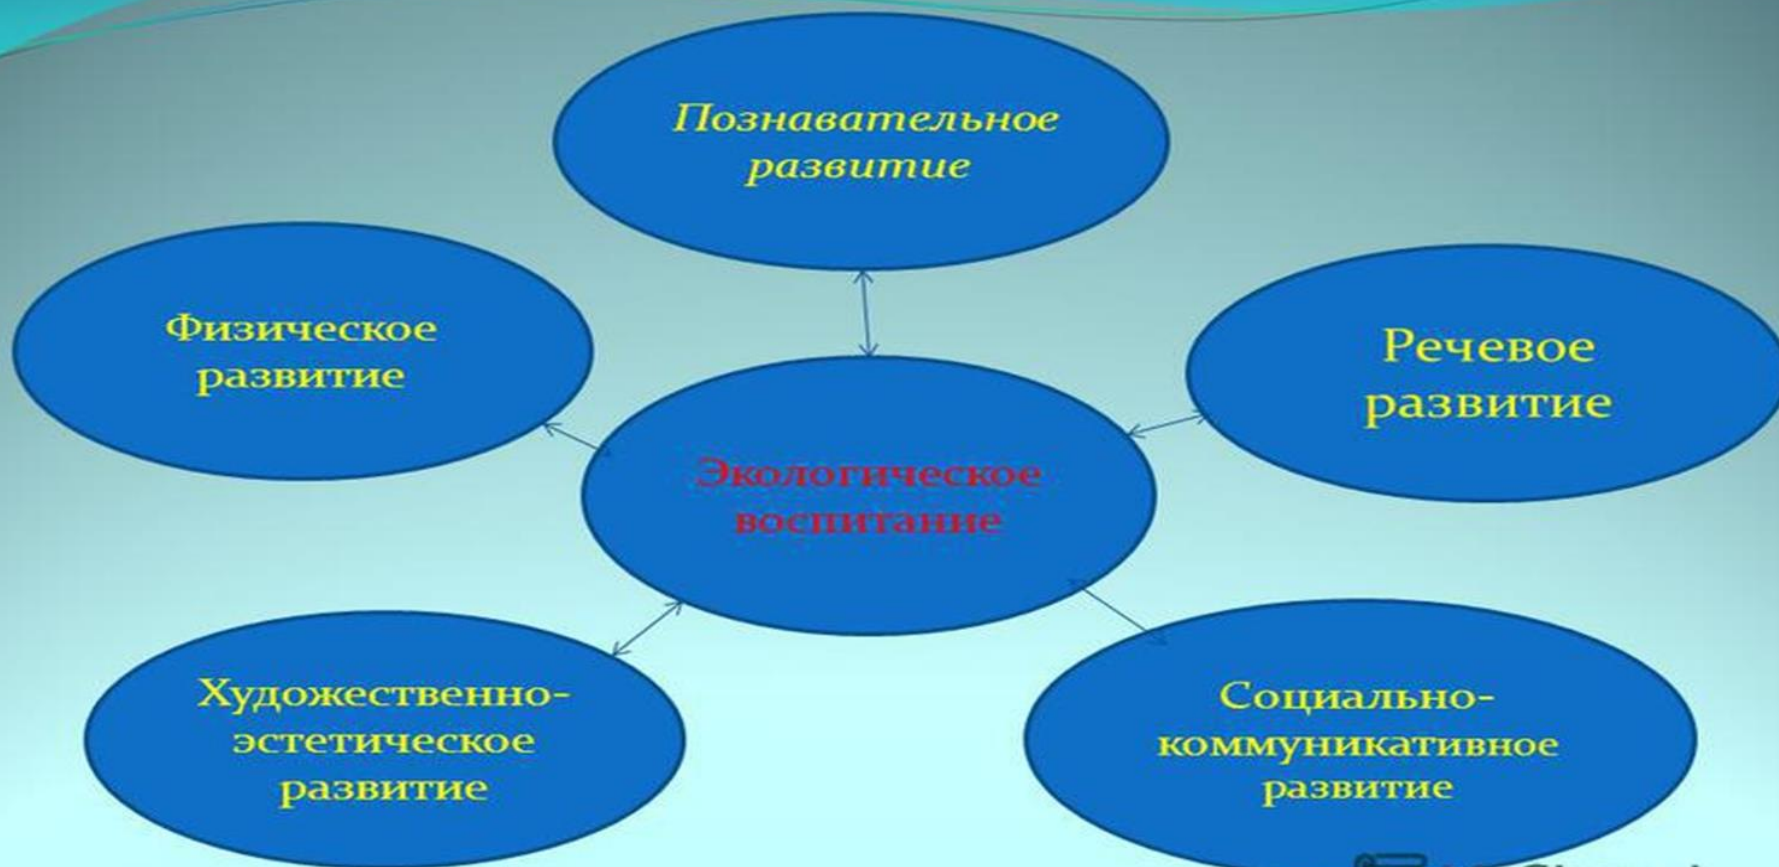 Познавательное
развитие
Физическое
развитие
Речевое
развитие
Экологическое
воспитание
Художественно-
эстетическое
развитие
Социально-
коммуникативное
развитие